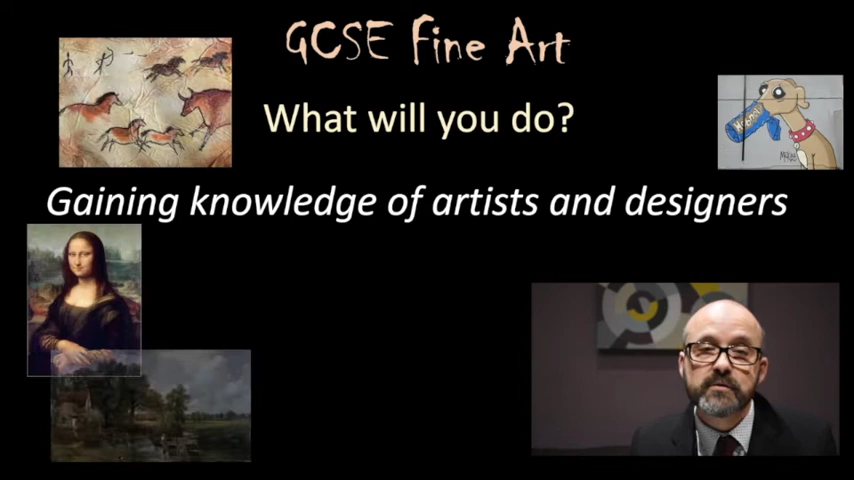 GCSE Fine Art
What will you do?
Gaining knowledge of artists and designers